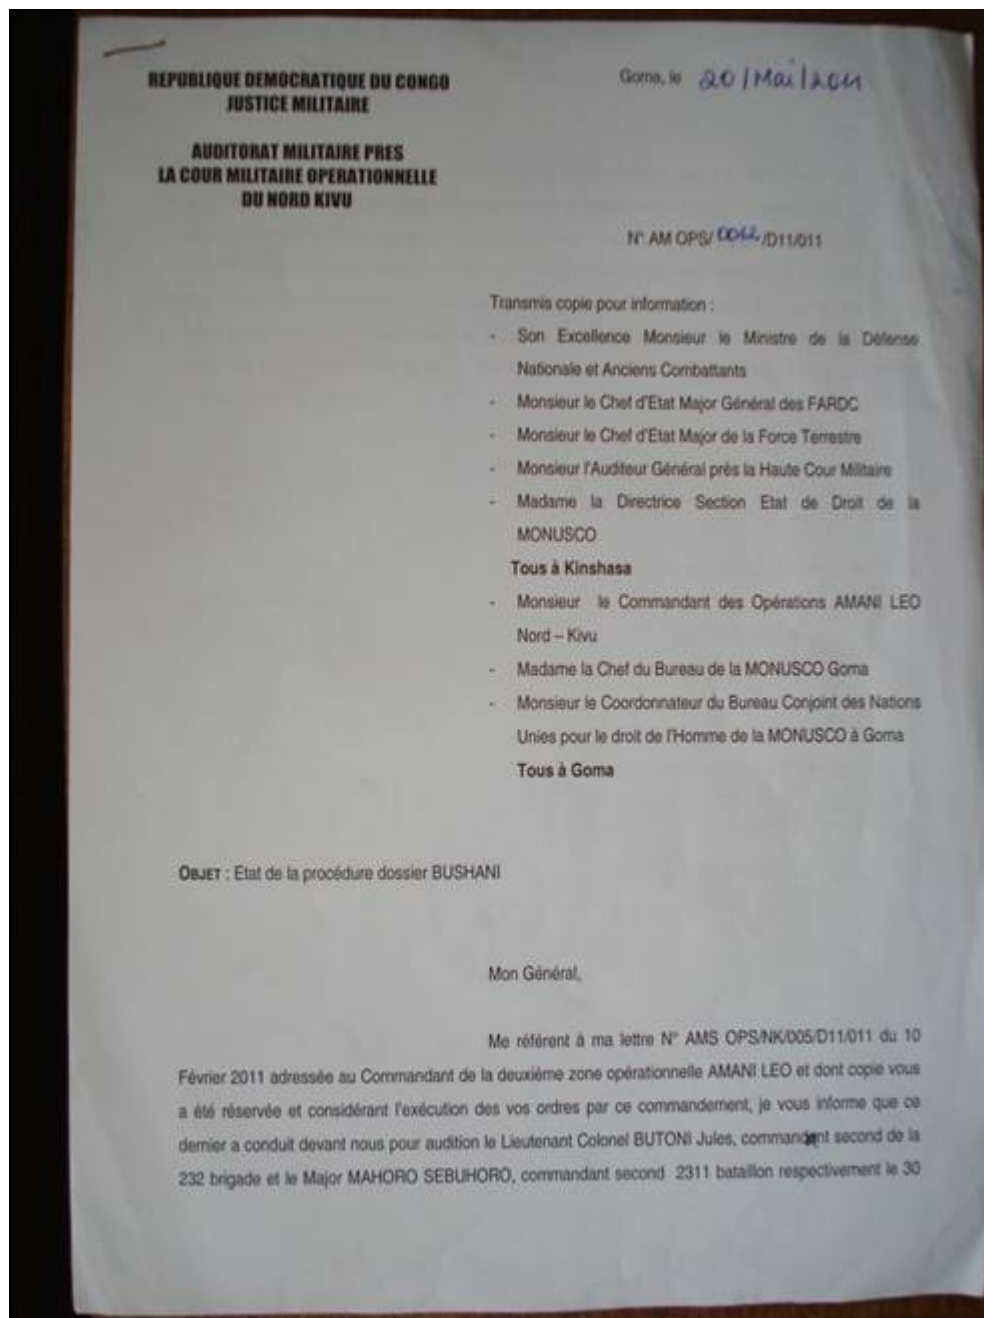 REPUBLIQUE DEMOCRATIQUE DU CONGO
JUSTICE MILITAIRE
AUDITORAT MILITAIRE PRES
LA COUR MILITAIRE OPERATIONNELLE
DU NORD KIVU
Goma, le 20/Mai/2011
N° AM OPS/0012/D11/011
Transmis copie pour information :
- Son Excellence Monsieur le Ministre de la Défense
Nationale et Anciens Combattants
- Monsieur le Chef d'Etat Major Général des FARDC
- Monsieur le Chef d'Etat Major de la Force Terrestre
- Monsieur l'Auditeur Général près la Haute Cour Militaire
- Madame la Directrice Section Etat de Droit de la
MONUSCO
Tous à Kinshasa
- Monsieur le Commandant des Opérations AMANI LEO
Nord – Kivu
- Madame la Chef du Bureau de la MONUSCO Goma
- Monsieur le Coordonnateur du Bureau Conjoint des Nations
Unies pour le droit de l'Homme de la MONUSCO à Goma
Tous à Goma
OBJET : Etat de la procédure dossier BUSHANI
Mon Général,
Me référent à ma lettre N° AMS OPS/NK/005/D11/011 du 10
Février 2011 adressée au Commandant de la deuxième zone opérationnelle AMANI LEO et dont copie vous
a été réservée et considérant l'exécution des vos ordres par ce commandement, je vous informe que ce
dernier a conduit devant nous pour audition le Lieutenant Colonel BUTONI Jules, commandant second de la
232 brigade et le Major MAHORO SEBUHORO, commandant second 2311 bataillon respectivement le 30